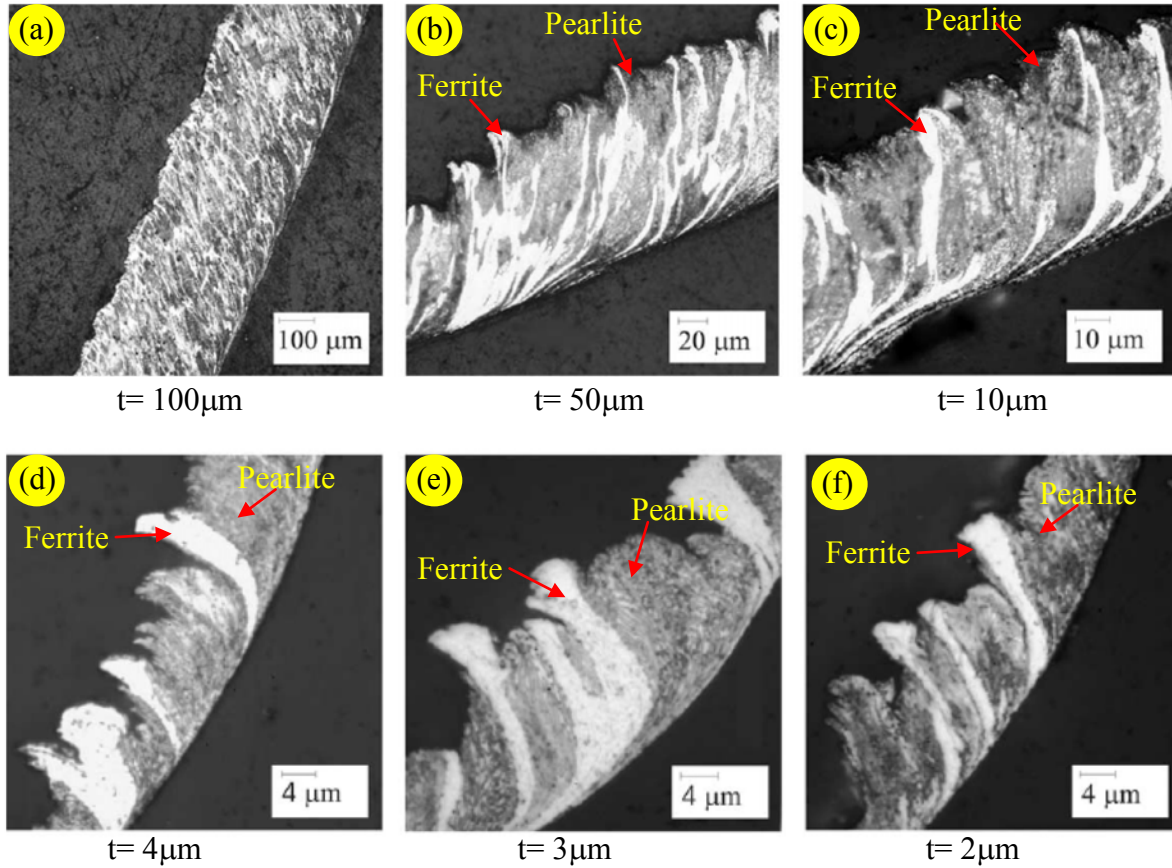 (a)
100 μm
t= 100μm
(b)
Pearlite
Ferrite
20 μm
t= 50μm
(c)
Pearlite
Ferrite
10 μm
t= 10μm
(d)
Pearlite
Ferrite
4 μm
t= 4μm
(e)
Pearlite
Ferrite
4 μm
t= 3μm
(f)
Pearlite
Ferrite
4 μm
t= 2μm